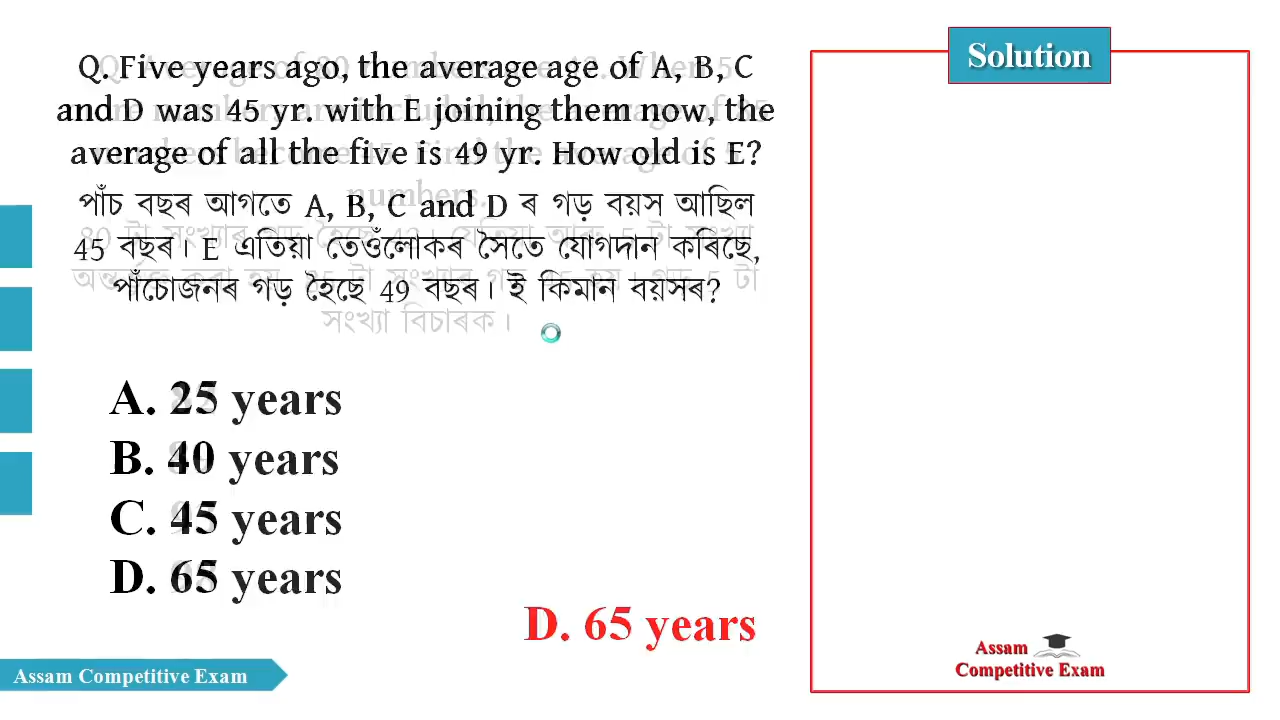 Q. Five years ago, the average age of A, B, C
and D was 45 yr. with E joining them now, the
average of all the five is 49 yr. How old is E?
পাঁচ বছৰ আগতে A, B, C and D ৰ গড় বয়স আছিল
45 বছৰ। E এতিয়া তেওঁলোকৰ সৈতে যোগদান কৰিছে,
পাঁচোজনৰ গড় হৈছে 49 বছৰ। ই কিমান বয়সৰ?
numbers.
সংখ্যা বিচাৰক।
A. 25 years
B. 40 years
C. 45 years
D. 65 years
D. 65 years
Assam Competitive Exam
Solution
Assam
Competitive Exam